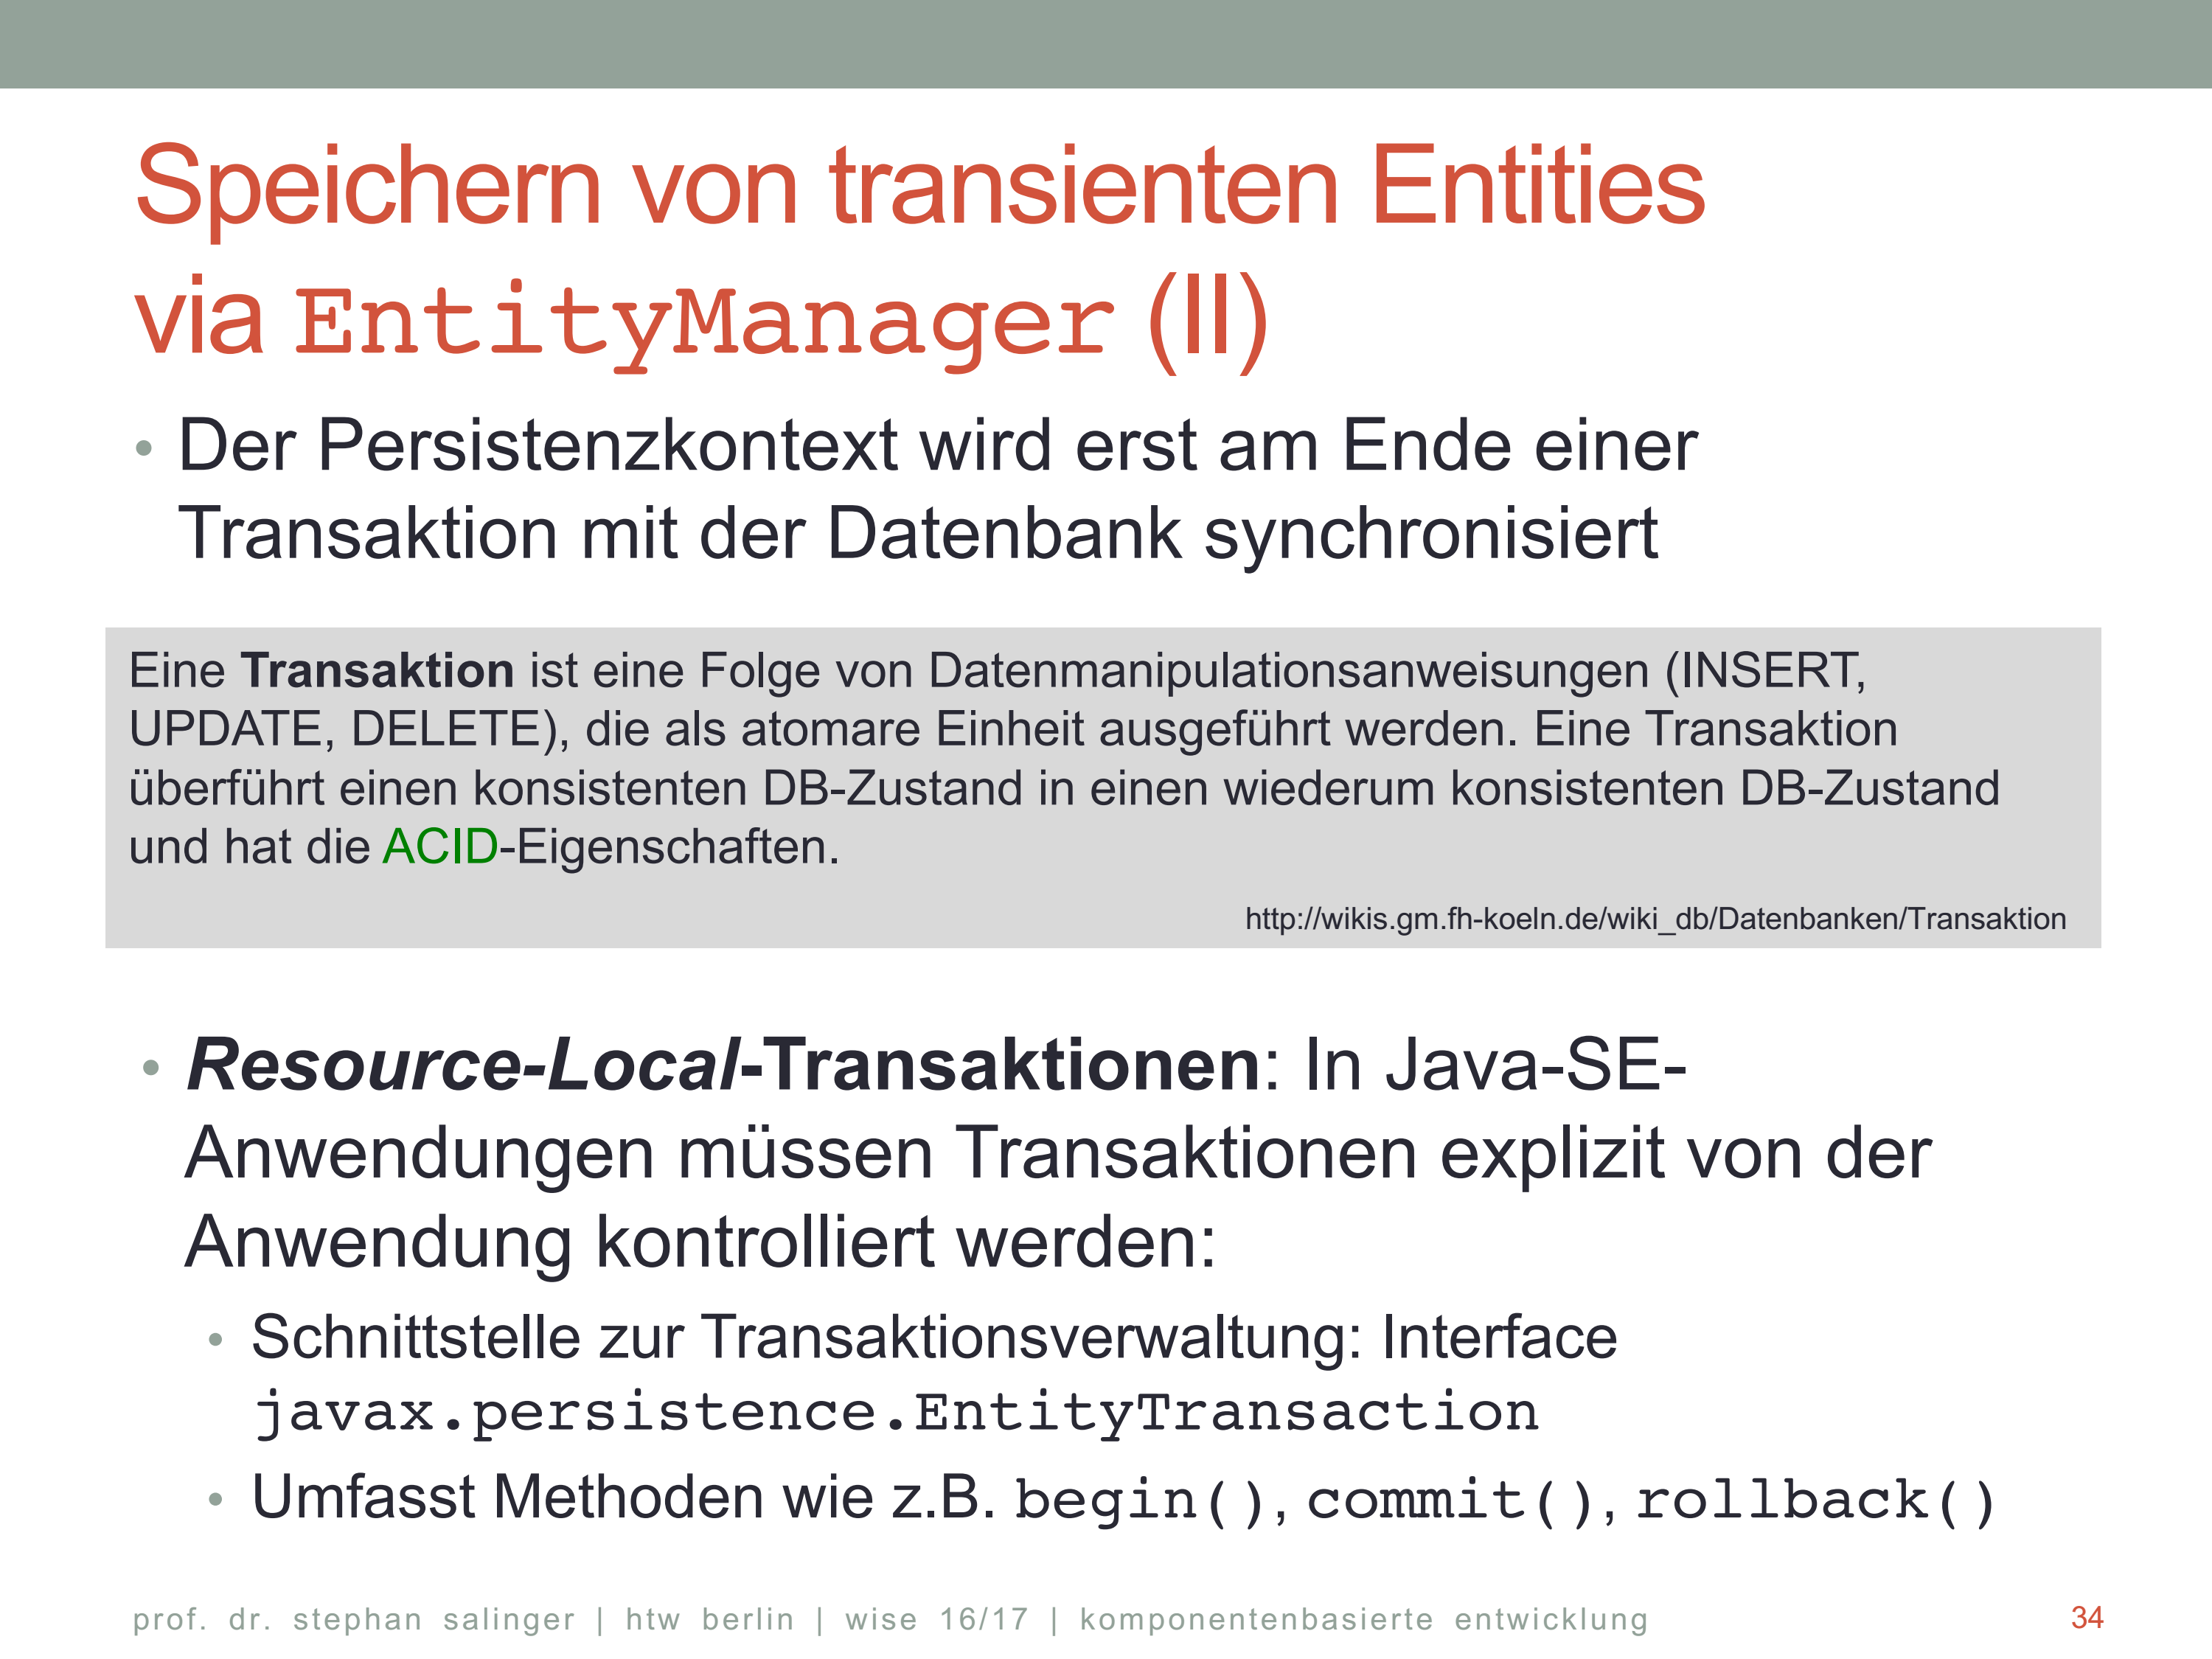 Speichern von transienten Entities
via EntityManager (II)
• Der Persistenzkontext wird erst am Ende einer
Transaktion mit der Datenbank synchronisiert
Eine Transaktion ist eine Folge von Datenmanipulationsanweisungen (INSERT,
UPDATE, DELETE), die als atomare Einheit ausgeführt werden. Eine Transaktion
überführt einen konsistenten DB-Zustand in einen wiederum konsistenten DB-Zustand
und hat die ACID-Eigenschaften.
http://wikis.gm.fh-koeln.de/wiki_db/Datenbanken/Transaktion
• Resource-Local-Transaktionen: In Java-SE-
Anwendungen müssen Transaktionen explizit von der
Anwendung kontrolliert werden:
• Schnittstelle zur Transaktionsverwaltung: Interface
javax.persistence.EntityTransaction
• Umfasst Methoden wie z.B. begin(), commit(), rollback()
prof. dr. stephan salinger | htw berlin | wise 16/17 | komponentenbasierte entwicklung
34